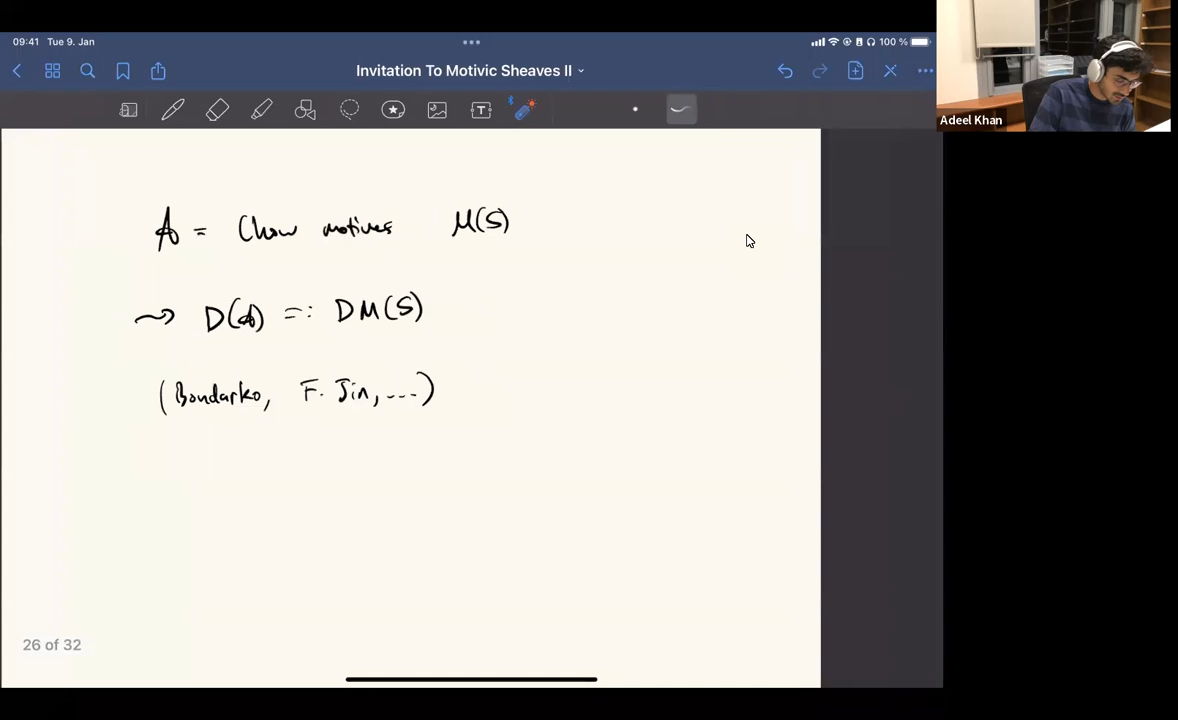 09:41 Tue 9. Jan
100 %
Invitation To Motivic Sheaves II
Adeel Khan
A = Chow motives M(S)
⤳ D(A) =: DM(S)
(Bondarko, F. Jin, ....)
26 of 32